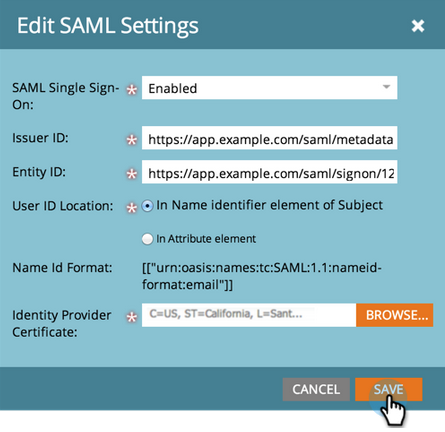 Edit SAML Settings
SAML Single Sign-
On:
* Enabled
Issuer ID: * https://app.example.com/saml/metadata
Entity ID: * https://app.example.com/saml/signon/12
User ID Location: * In Name identifier element of Subject
In Attribute element
Name Id Format: [["urn:oasis:names:tc:SAML:1.1:nameid-
format:email"]]
Identity Provider
Certificate:
* C=US, ST=California, L=Sant... BROWSE...
CANCEL SAVE